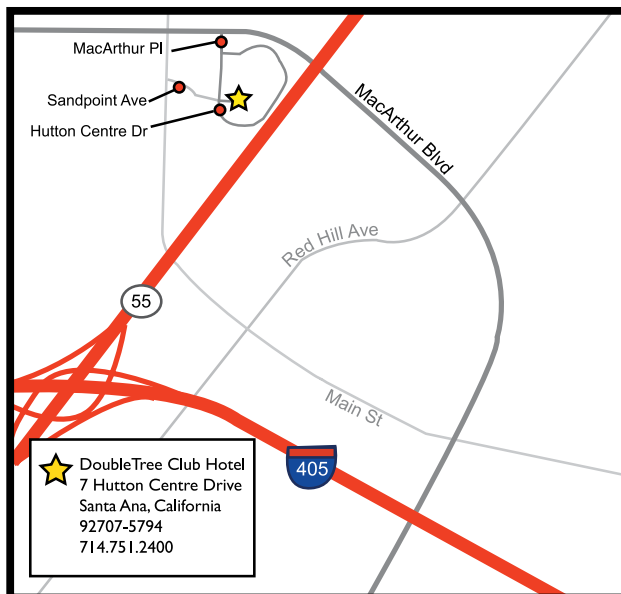 MacArthur Pl
Sandpoint Ave
Hutton Centre Dr
MacArthur Blvd
Red Hill Ave
55
Main St
405
DoubleTree Club Hotel
7 Hutton Centre Drive
Santa Ana, California
92707-5794
714.751.2400